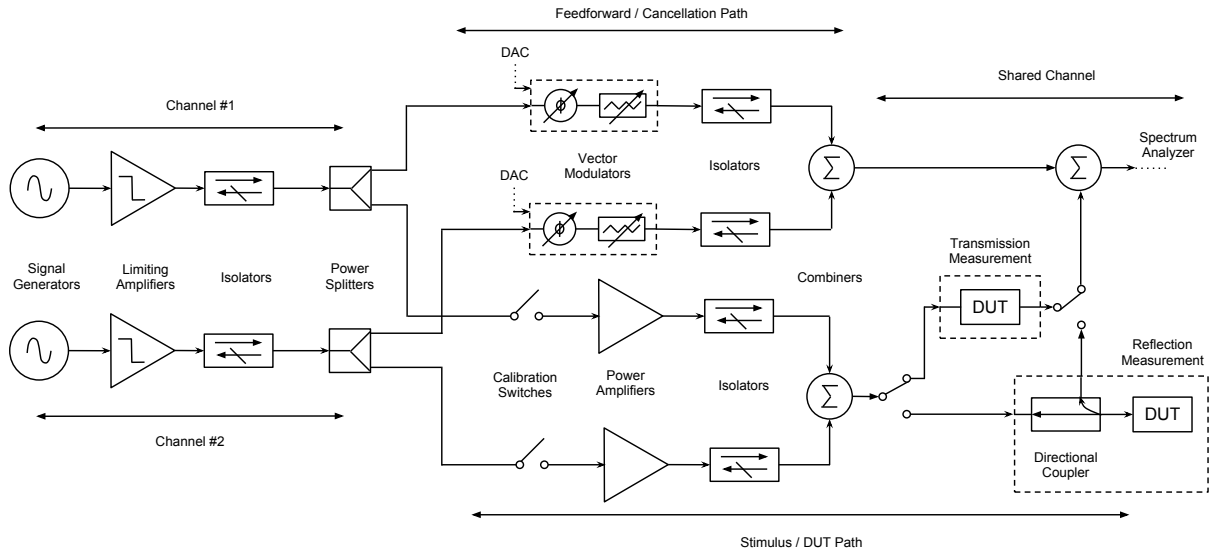 Feedforward / Cancellation Path
DAC
Channel #1
Shared Channel
ϕ
Vector
Modulators
Isolators
Σ
Σ
Spectrum
Analyzer
DAC
ϕ
Signal
Generators
Limiting
Amplifiers
Isolators
Power
Splitters
Combiners
Transmission
Measurement
DUT
Calibration
Switches
Power
Amplifiers
Isolators
Σ
Reflection
Measurement
DUT
Channel #2
Directional
Coupler
Stimulus / DUT Path